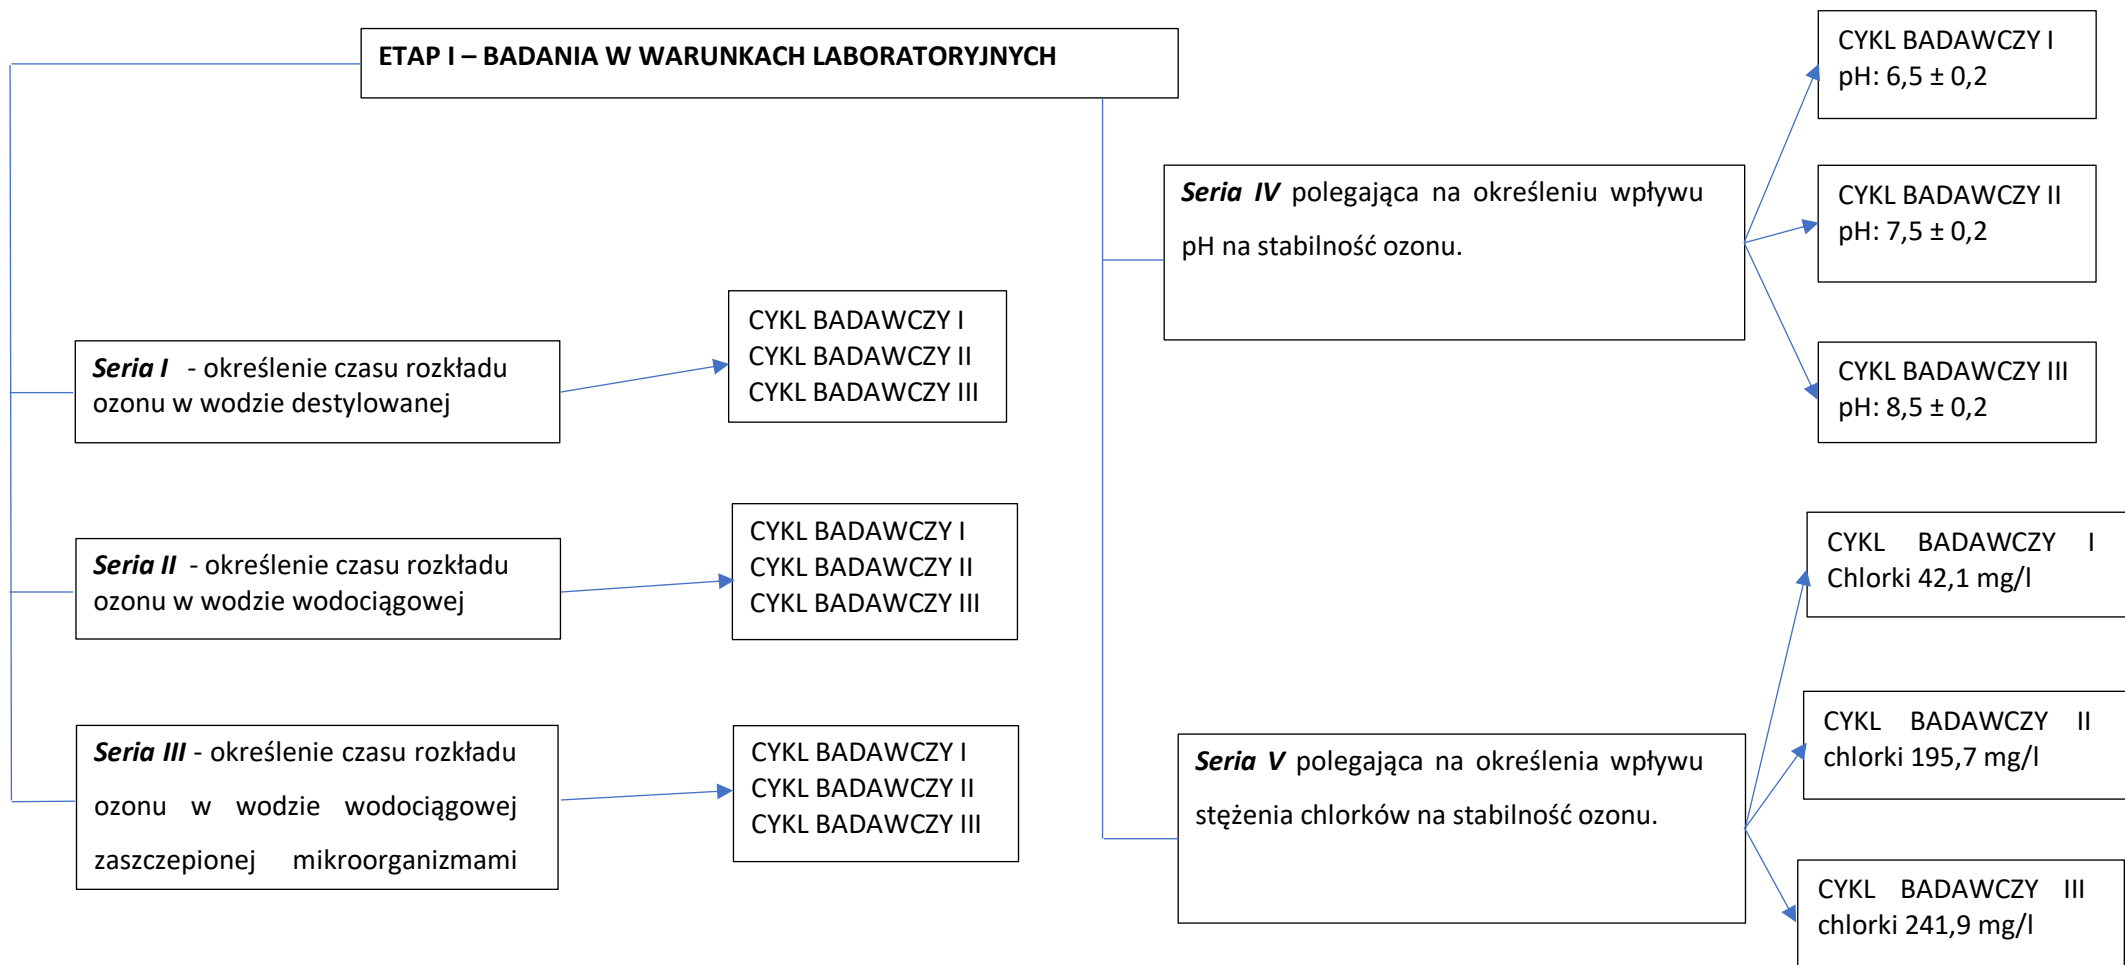 ETAP I – BADANIA W WARUNKACH LABORATORYJNYCH
Seria I - określenie czasu rozkładu
ozonu w wodzie destylowanej
CYKL BADAWCZY I
CYKL BADAWCZY II
CYKL BADAWCZY III
Seria II - określenie czasu rozkładu
ozonu w wodzie wodociągowej
CYKL BADAWCZY I
CYKL BADAWCZY II
CYKL BADAWCZY III
Seria III - określenie czasu rozkładu
ozonu w wodzie wodociągowej
zaszczepionej mikroorganizmami
CYKL BADAWCZY I
CYKL BADAWCZY II
CYKL BADAWCZY III
Seria IV polegająca na określeniu wpływu
pH na stabilność ozonu.
CYKL BADAWCZY I
pH: 6,5 ± 0,2
CYKL BADAWCZY II
pH: 7,5 ± 0,2
CYKL BADAWCZY III
pH: 8,5 ± 0,2
Seria V polegająca na określenia wpływu
stężenia chlorków na stabilność ozonu.
CYKL BADAWCZY I
Chlorki 42,1 mg/l
CYKL BADAWCZY II
chlorki 195,7 mg/l
CYKL BADAWCZY III
chlorki 241,9 mg/l